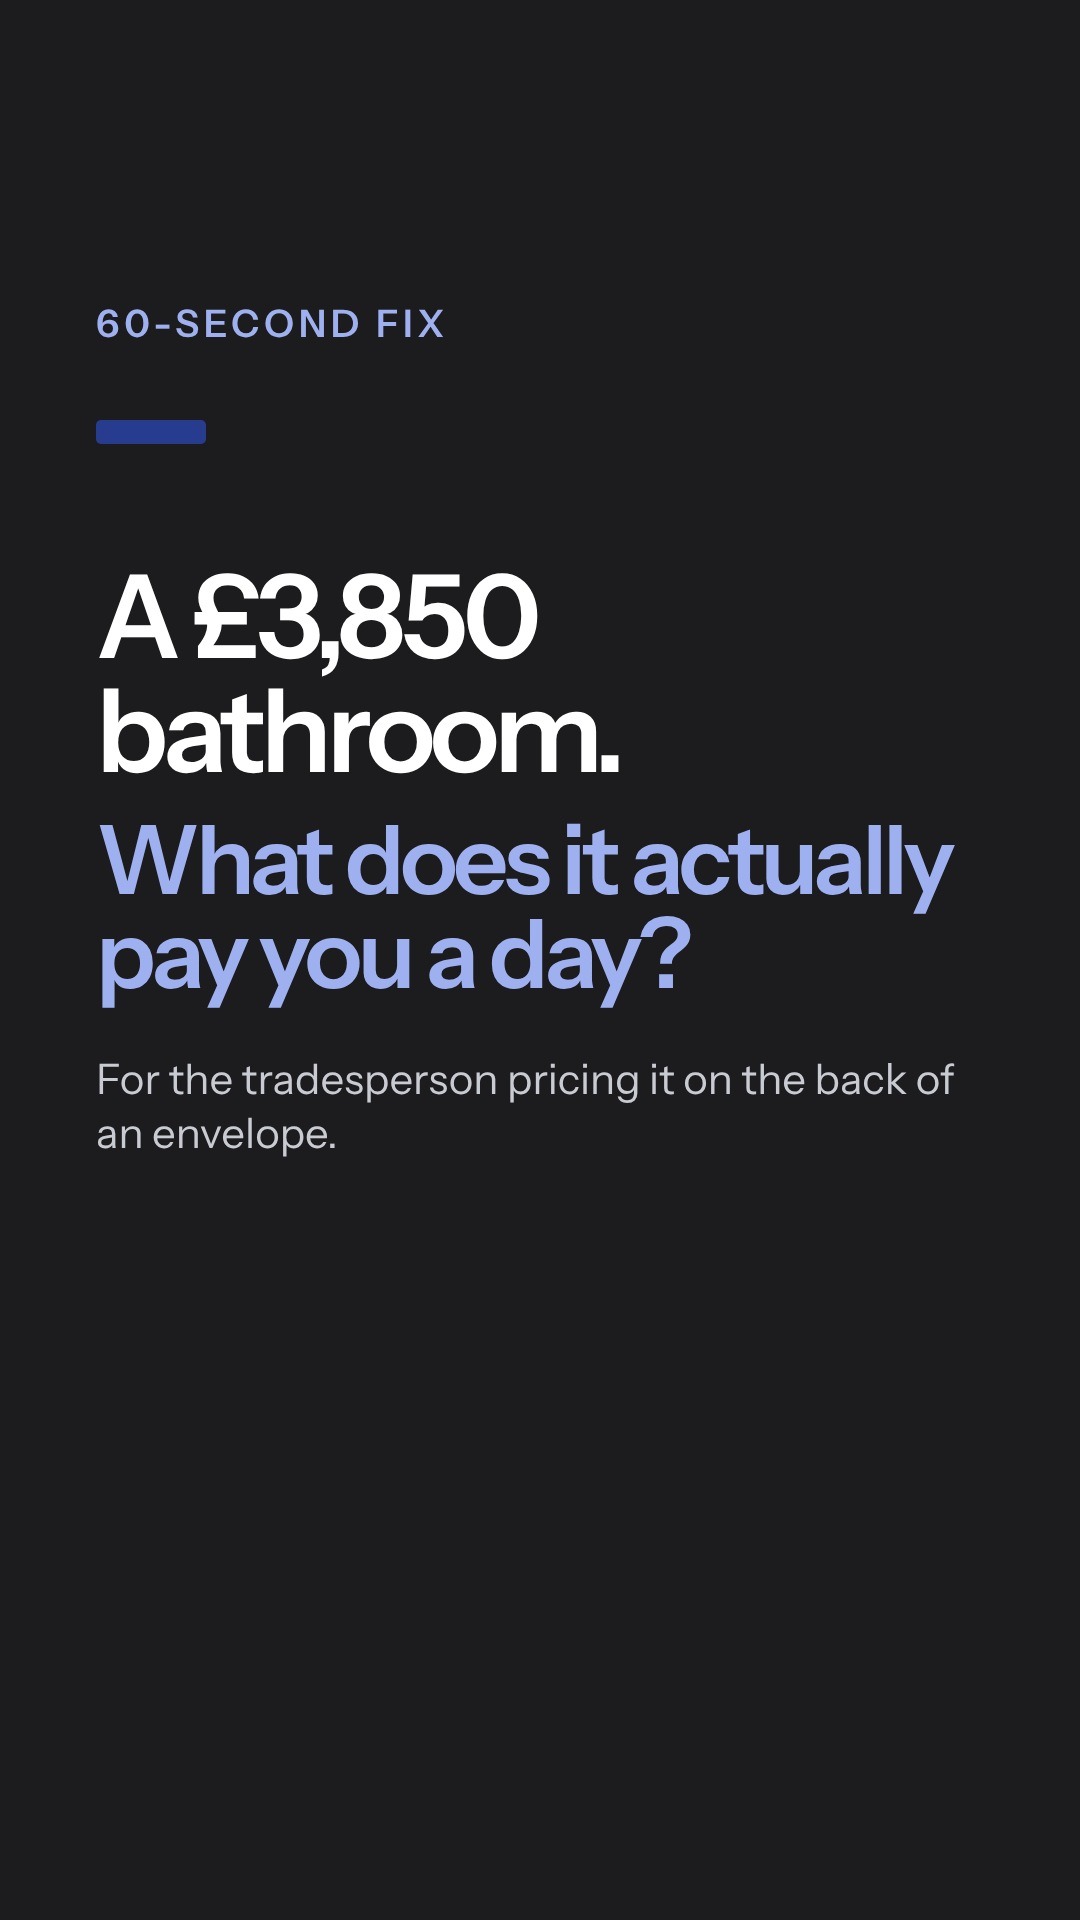 60-SECOND FIX
A £3,850
bathroom.
What does it actually
pay you a day?
For the tradesperson pricing it on the back of
an envelope.